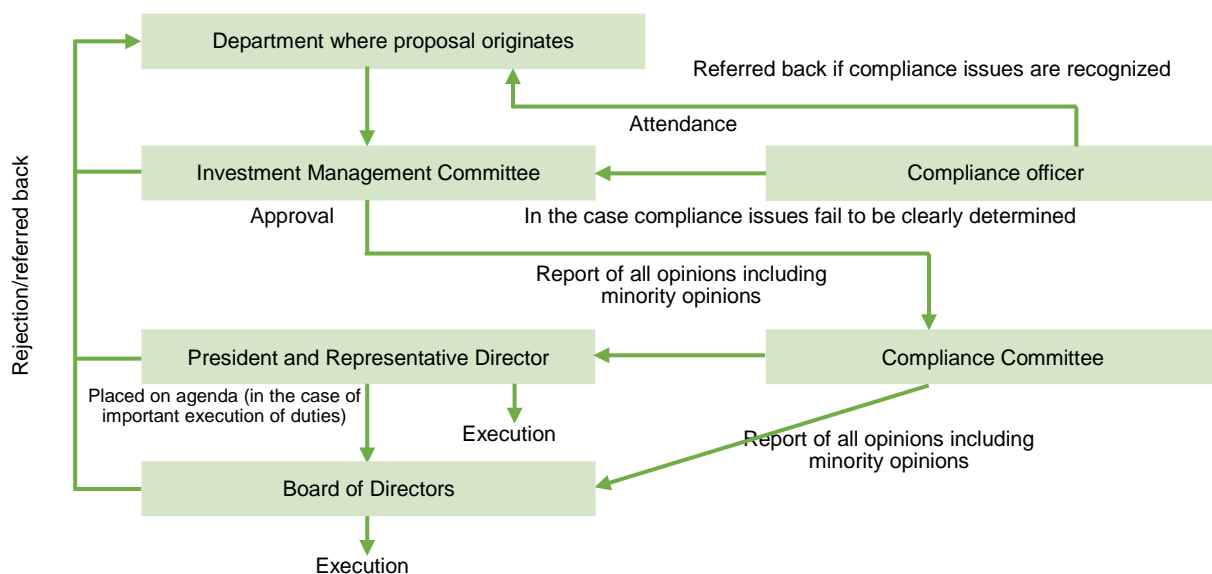 Department where proposal originates
Referred back if compliance issues are recognized
Attendance
Investment Management Committee
Compliance officer
Approval
In the case compliance issues fail to be clearly determined
Rejection/referred back
Report of all opinions including
minority opinions
President and Representative Director
Compliance Committee
Placed on agenda (in the case of
important execution of duties)
Execution
Report of all opinions including
minority opinions
Board of Directors
Execution